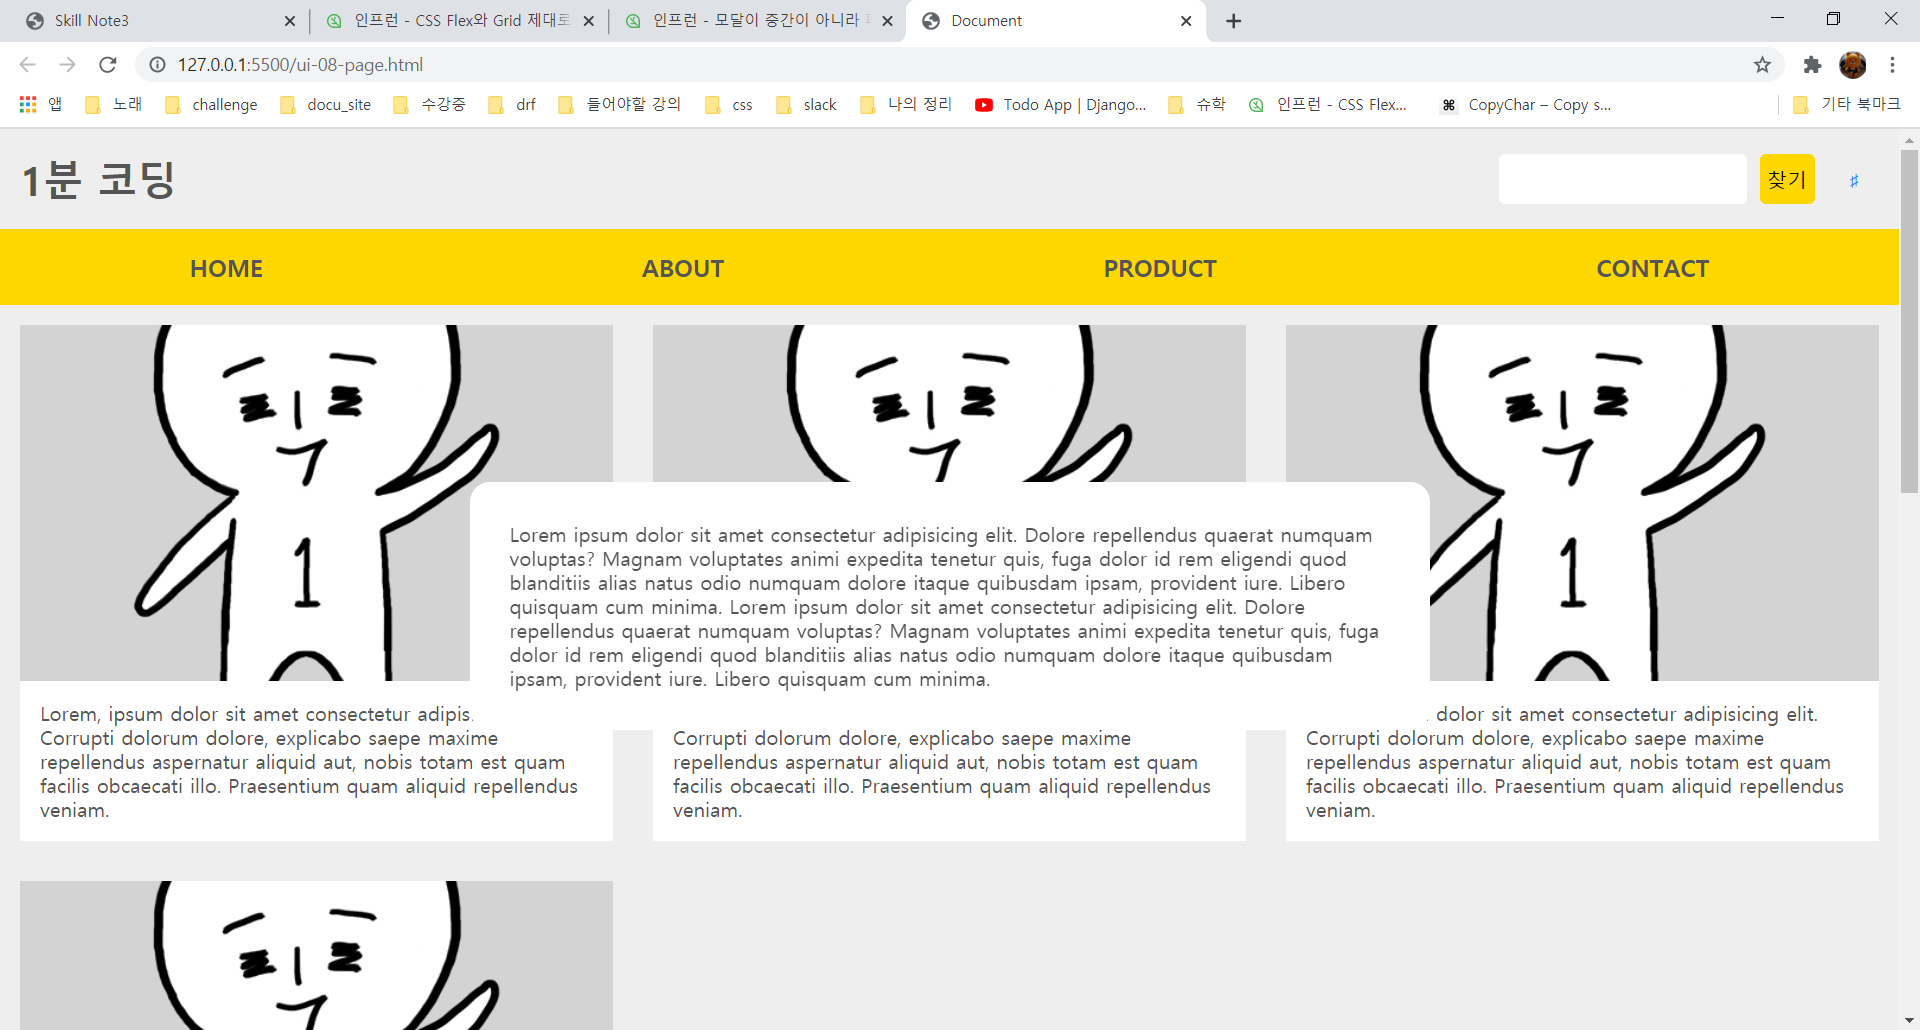 Skill Note3
인프런 - CSS Flex와 Grid 제대로
인프런 - 모달이 중간이 아니라
Document
127.0.0.1:5500/ui-08-page.html
앱
노래
challenge
docu_site
수강중
drf
들어야할 강의
css
slack
나의 정리
Todo App | Django...
슈학
인프런 - CSS Flex...
CopyChar – Copy s...
기타 북마크
1분 코딩
찾기
♯
HOME
ABOUT
PRODUCT
CONTACT
1
1
Lorem ipsum dolor sit amet consectetur adipisicing elit. Dolore repellendus quaerat numquam
voluptas? Magnam voluptates animi expedita tenetur quis, fuga dolor id rem eligendi quod
blanditiis alias natus odio numquam dolore itaque quibusdam ipsam, provident iure. Libero
quisquam cum minima. Lorem ipsum dolor sit amet consectetur adipisicing elit. Dolore
repellendus quaerat numquam voluptas? Magnam voluptates animi expedita tenetur quis, fuga
dolor id rem eligendi quod blanditiis alias natus odio numquam dolore itaque quibusdam
ipsam, provident iure. Libero quisquam cum minima.
Lorem, ipsum dolor sit amet consectetur adipis
Corrupti dolorum dolore, explicabo saepe maxime
repellendus aspernatur aliquid aut, nobis totam est quam
facilis obcaecati illo. Praesentium quam aliquid repellendus
veniam.
Corrupti dolorum dolore, explicabo saepe maxime
repellendus aspernatur aliquid aut, nobis totam est quam
facilis obcaecati illo. Praesentium quam aliquid repellendus
veniam.
dolor sit amet consectetur adipisicing elit.
Corrupti dolorum dolore, explicabo saepe maxime
repellendus aspernatur aliquid aut, nobis totam est quam
facilis obcaecati illo. Praesentium quam aliquid repellendus
veniam.